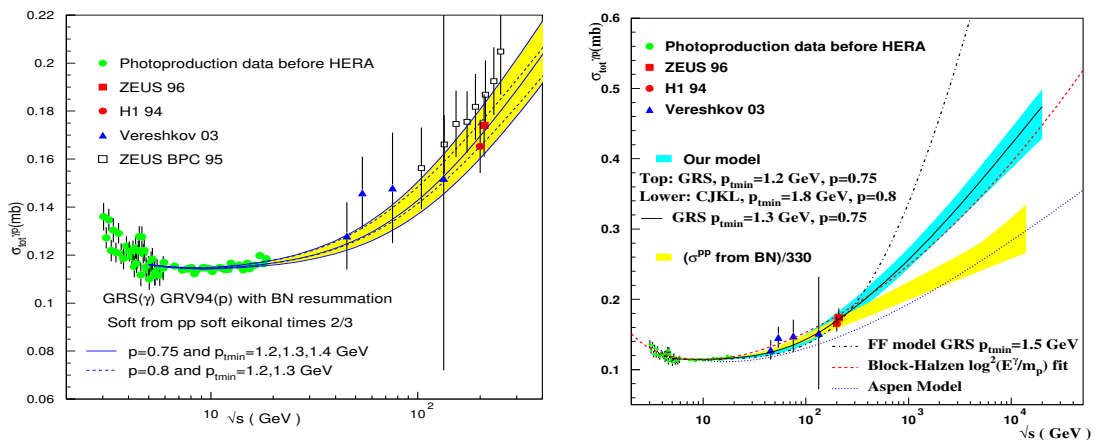 σtot^γp(mb)
0.22
0.2
0.18
0.16
0.14
0.12
0.1
0.08
0.06
Photoproduction data before HERA
ZEUS 96
H1 94
Vereshkov 03
ZEUS BPC 95
GRS(γ) GRV94(p) with BN resummation
Soft from pp soft eikonal times 2/3
p=0.75 and ptmin=1.2,1.3,1.4 GeV
p=0.8 and ptmin=1.2,1.3 GeV
10
10^2
√s ( GeV )
σtot^γp(mb)
0.6
0.5
0.4
0.3
0.2
0.1
Photoproduction data before HERA
ZEUS 96
H1 94
Vereshkov 03
Our model
Top: GRS, ptmin=1.2 GeV, p=0.75
Lower: CJKL, ptmin=1.8 GeV, p=0.8
GRS ptmin=1.3 GeV, p=0.75
(σ^pp from BN)/330
FF model GRS ptmin=1.5 GeV
Block-Halzen log^2(E^γ/mp) fit
Aspen Model
10
10^2
10^3
10^4
√s ( GeV )